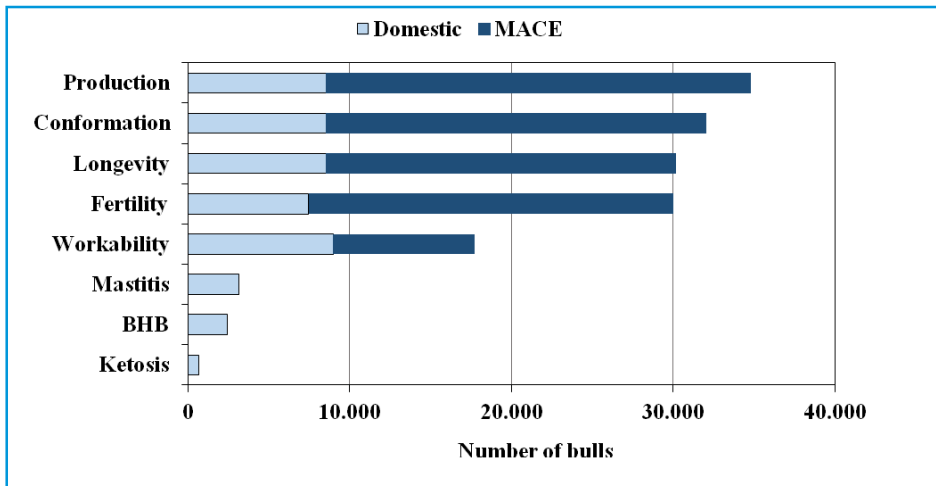 Domestic MACE
Production
Conformation
Longevity
Fertility
Workability
Mastitis
BHB
Ketosis
0 10.000 20.000 30.000 40.000
Number of bulls